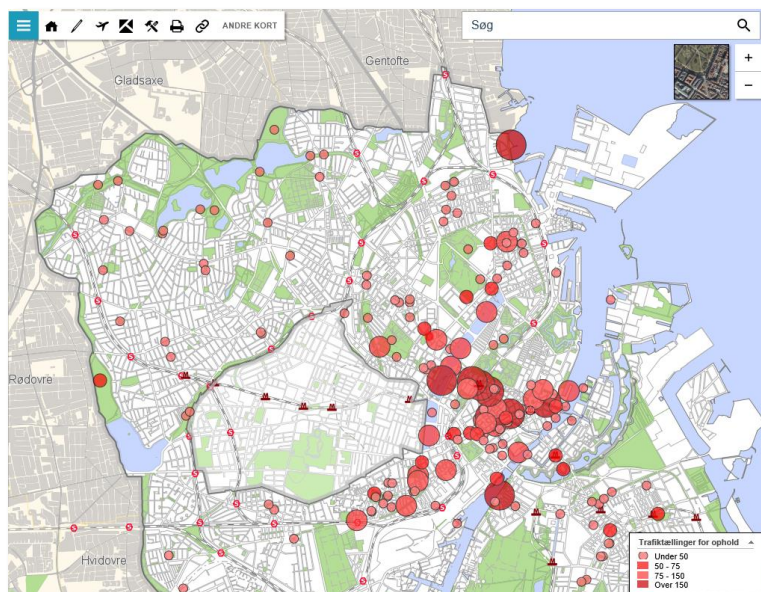 ANDRE KORT
Søg
+
−
Gentofte
Gladsaxe
Rødovre
Hvidovre
Trafiktællinger for ophold
Under 50
50 - 75
75 - 150
Over 150